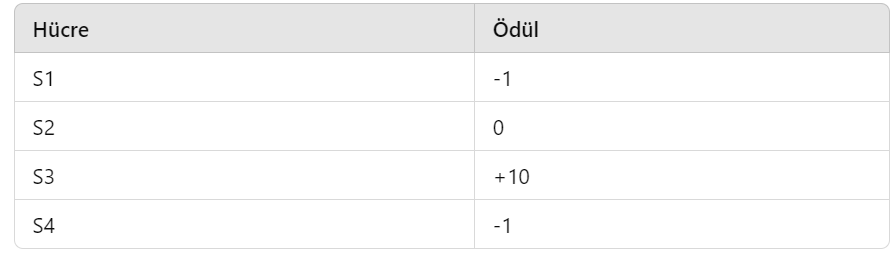 Hücre Ödül
S1 -1
S2 0
S3 +10
S4 -1